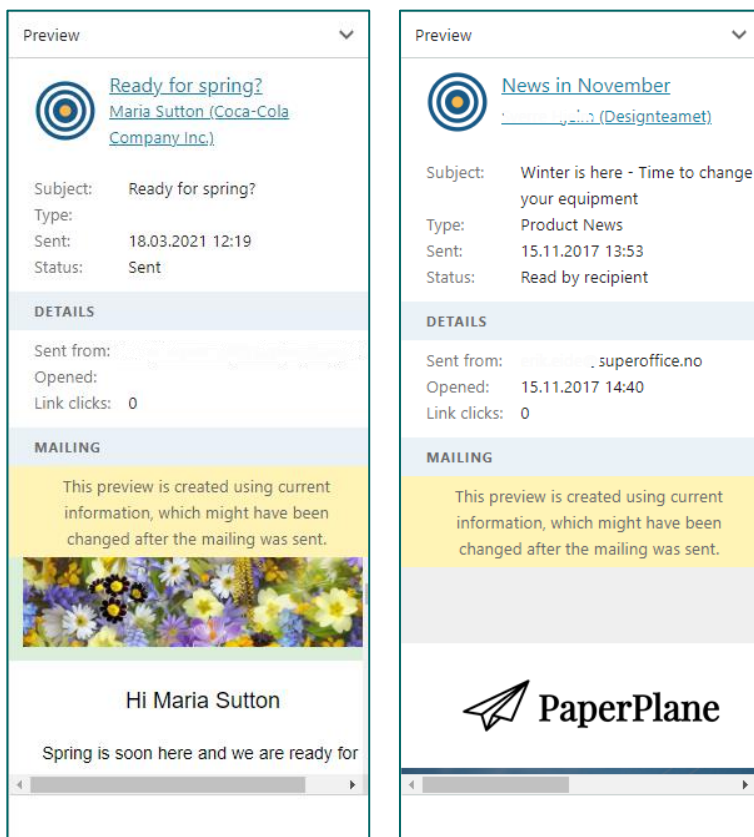 Preview
Ready for spring?
Maria Sutton (Coca-Cola
Company Inc.)
Subject: Ready for spring?
Type:
Sent: 18.03.2021 12:19
Status: Sent
DETAILS
Sent from:
Opened:
Link clicks: 0
MAILING
This preview is created using current
information, which might have been
changed after the mailing was sent.
Hi Maria Sutton
Spring is soon here and we are ready for
Preview
News in November
(Designteamet)
Subject: Winter is here - Time to change
your equipment
Type: Product News
Sent: 15.11.2017 13:53
Status: Read by recipient
DETAILS
Sent from: superoffice.no
Opened: 15.11.2017 14:40
Link clicks: 0
MAILING
This preview is created using current
information, which might have been
changed after the mailing was sent.
PaperPlane